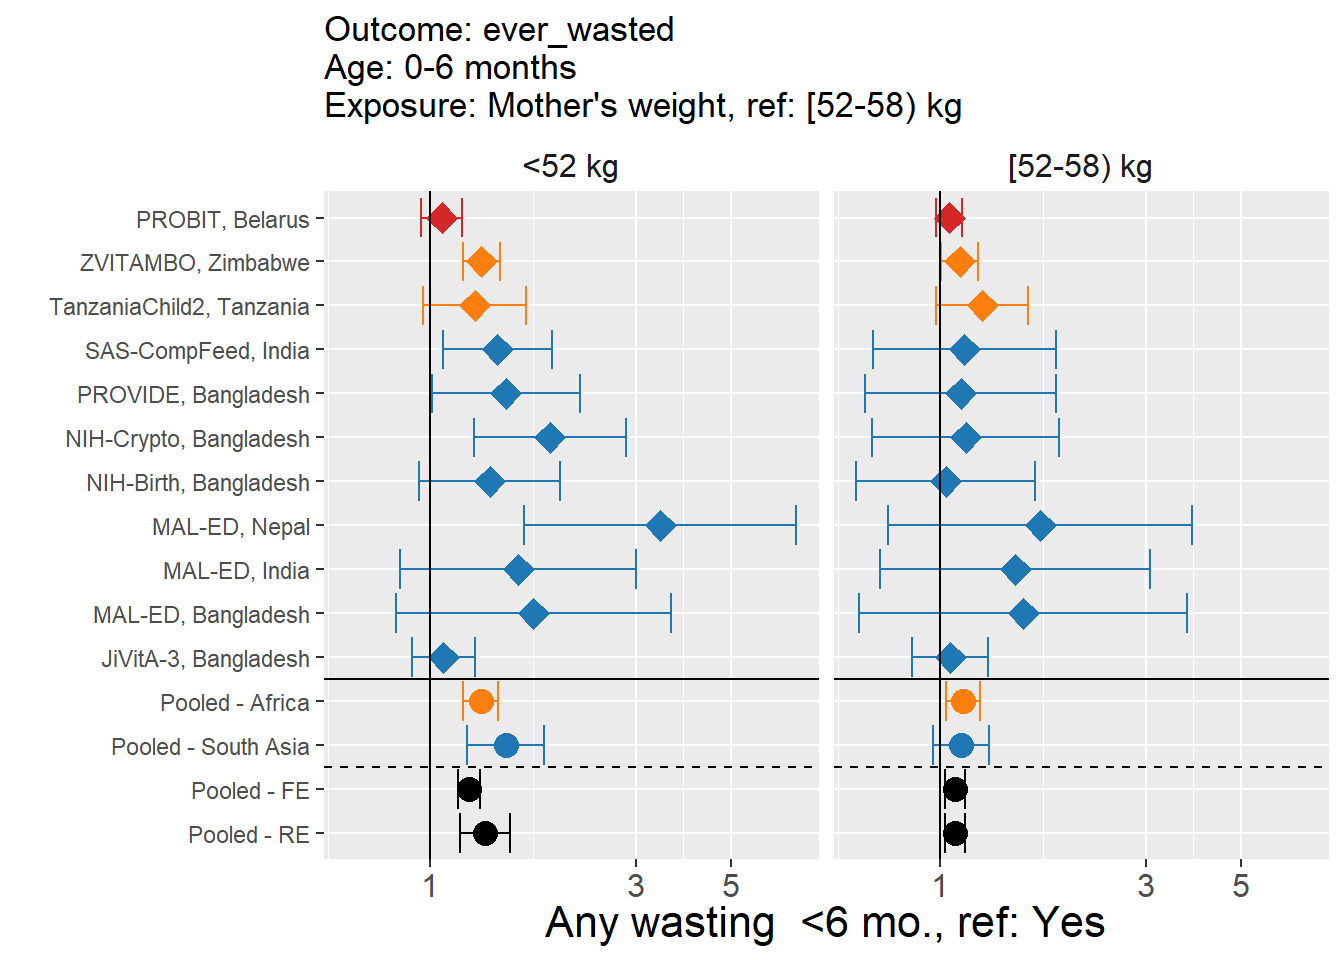 Outcome: ever_wasted
Age: 0-6 months
Exposure: Mother's weight, ref: [52-58) kg
<52 kg
[52-58) kg
PROBIT, Belarus
ZVITAMBO, Zimbabwe
TanzaniaChild2, Tanzania
SAS-CompFeed, India
PROVIDE, Bangladesh
NIH-Crypto, Bangladesh
NIH-Birth, Bangladesh
MAL-ED, Nepal
MAL-ED, India
MAL-ED, Bangladesh
JiVitA-3, Bangladesh
Pooled - Africa
Pooled - South Asia
Pooled - FE
Pooled - RE
1 3 5
1 3 5
Any wasting  <6 mo., ref: Yes